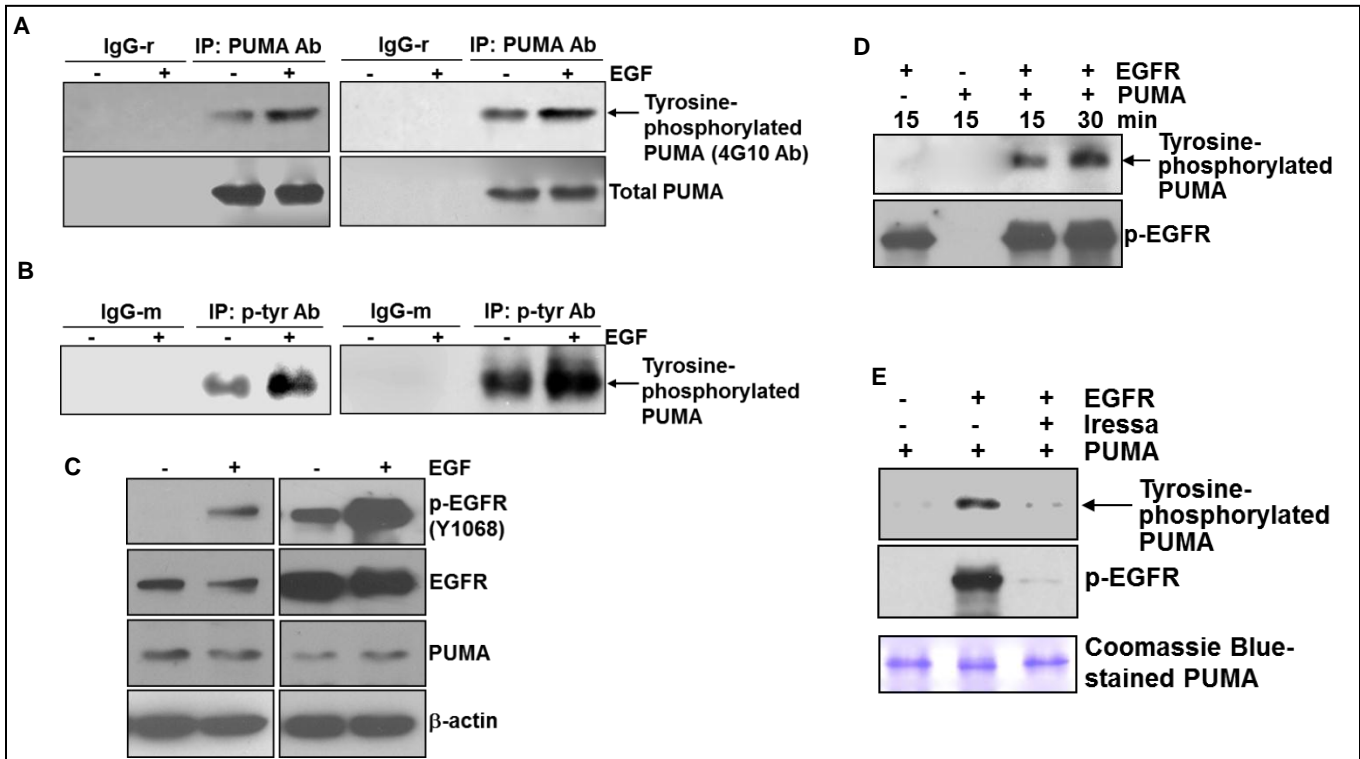 A
IgG-r IP: PUMA Ab IgG-r IP: PUMA Ab
- + - + - + - + EGF
Tyrosine-
phosphorylated
PUMA (4G10 Ab)
Total PUMA
B
IgG-m IP: p-tyr Ab IgG-m IP: p-tyr Ab
- + - + - + - + EGF
Tyrosine-
phosphorylated
PUMA
C
- + - + EGF
p-EGFR
(Y1068)
EGFR
PUMA
β-actin
D
+ - + + EGFR
- + + + PUMA
15 15 15 30 min
Tyrosine-
phosphorylated
PUMA
p-EGFR
E
- + + EGFR
- - + Iressa
+ + + PUMA
Tyrosine-
phosphorylated
PUMA
p-EGFR
Coomassie Blue-
stained PUMA